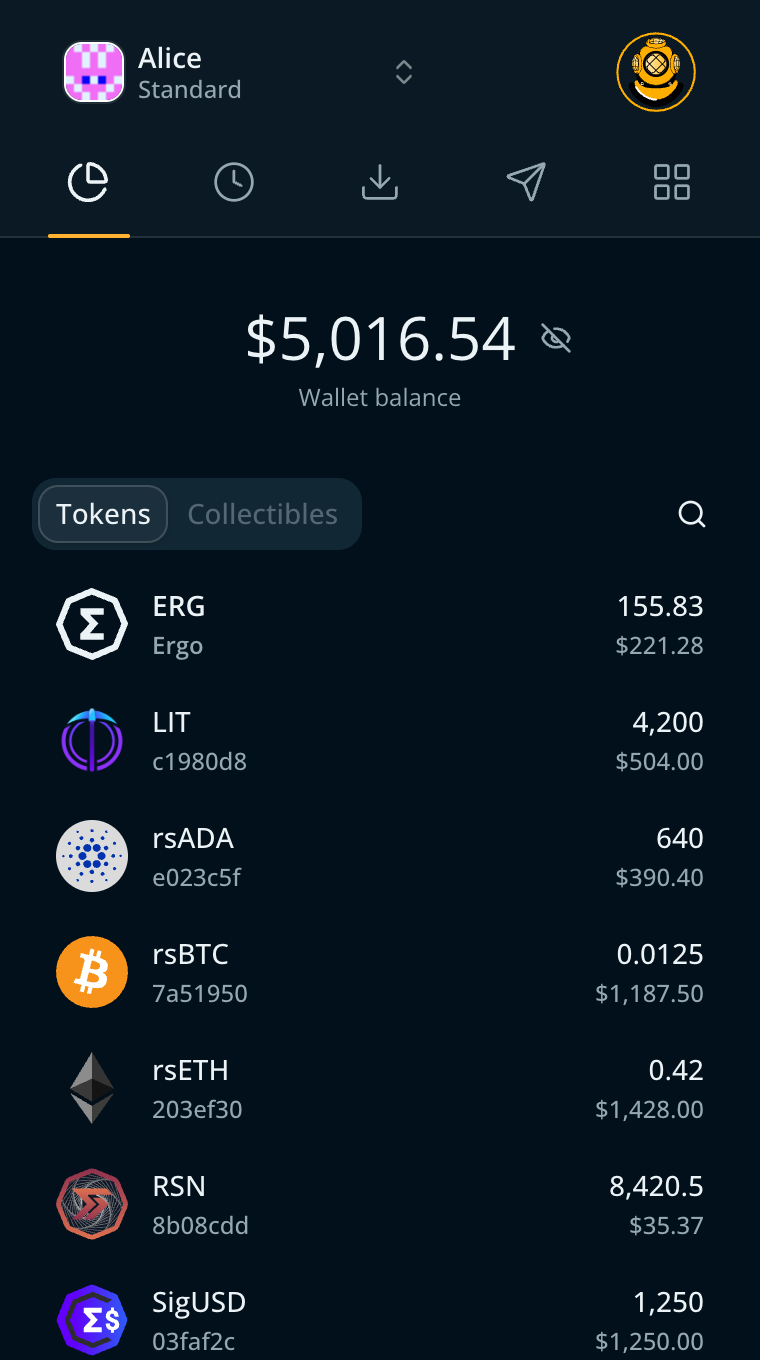 Alice
Standard
$5,016.54
Wallet balance
Tokens Collectibles
ERG 155.83
Ergo $221.28
LIT 4,200
c1980d8 $504.00
rsADA 640
e023c5f $390.40
rsBTC 0.0125
7a51950 $1,187.50
rsETH 0.42
203ef30 $1,428.00
RSN 8,420.5
8b08cdd $35.37
SigUSD 1,250
03faf2c $1,250.00